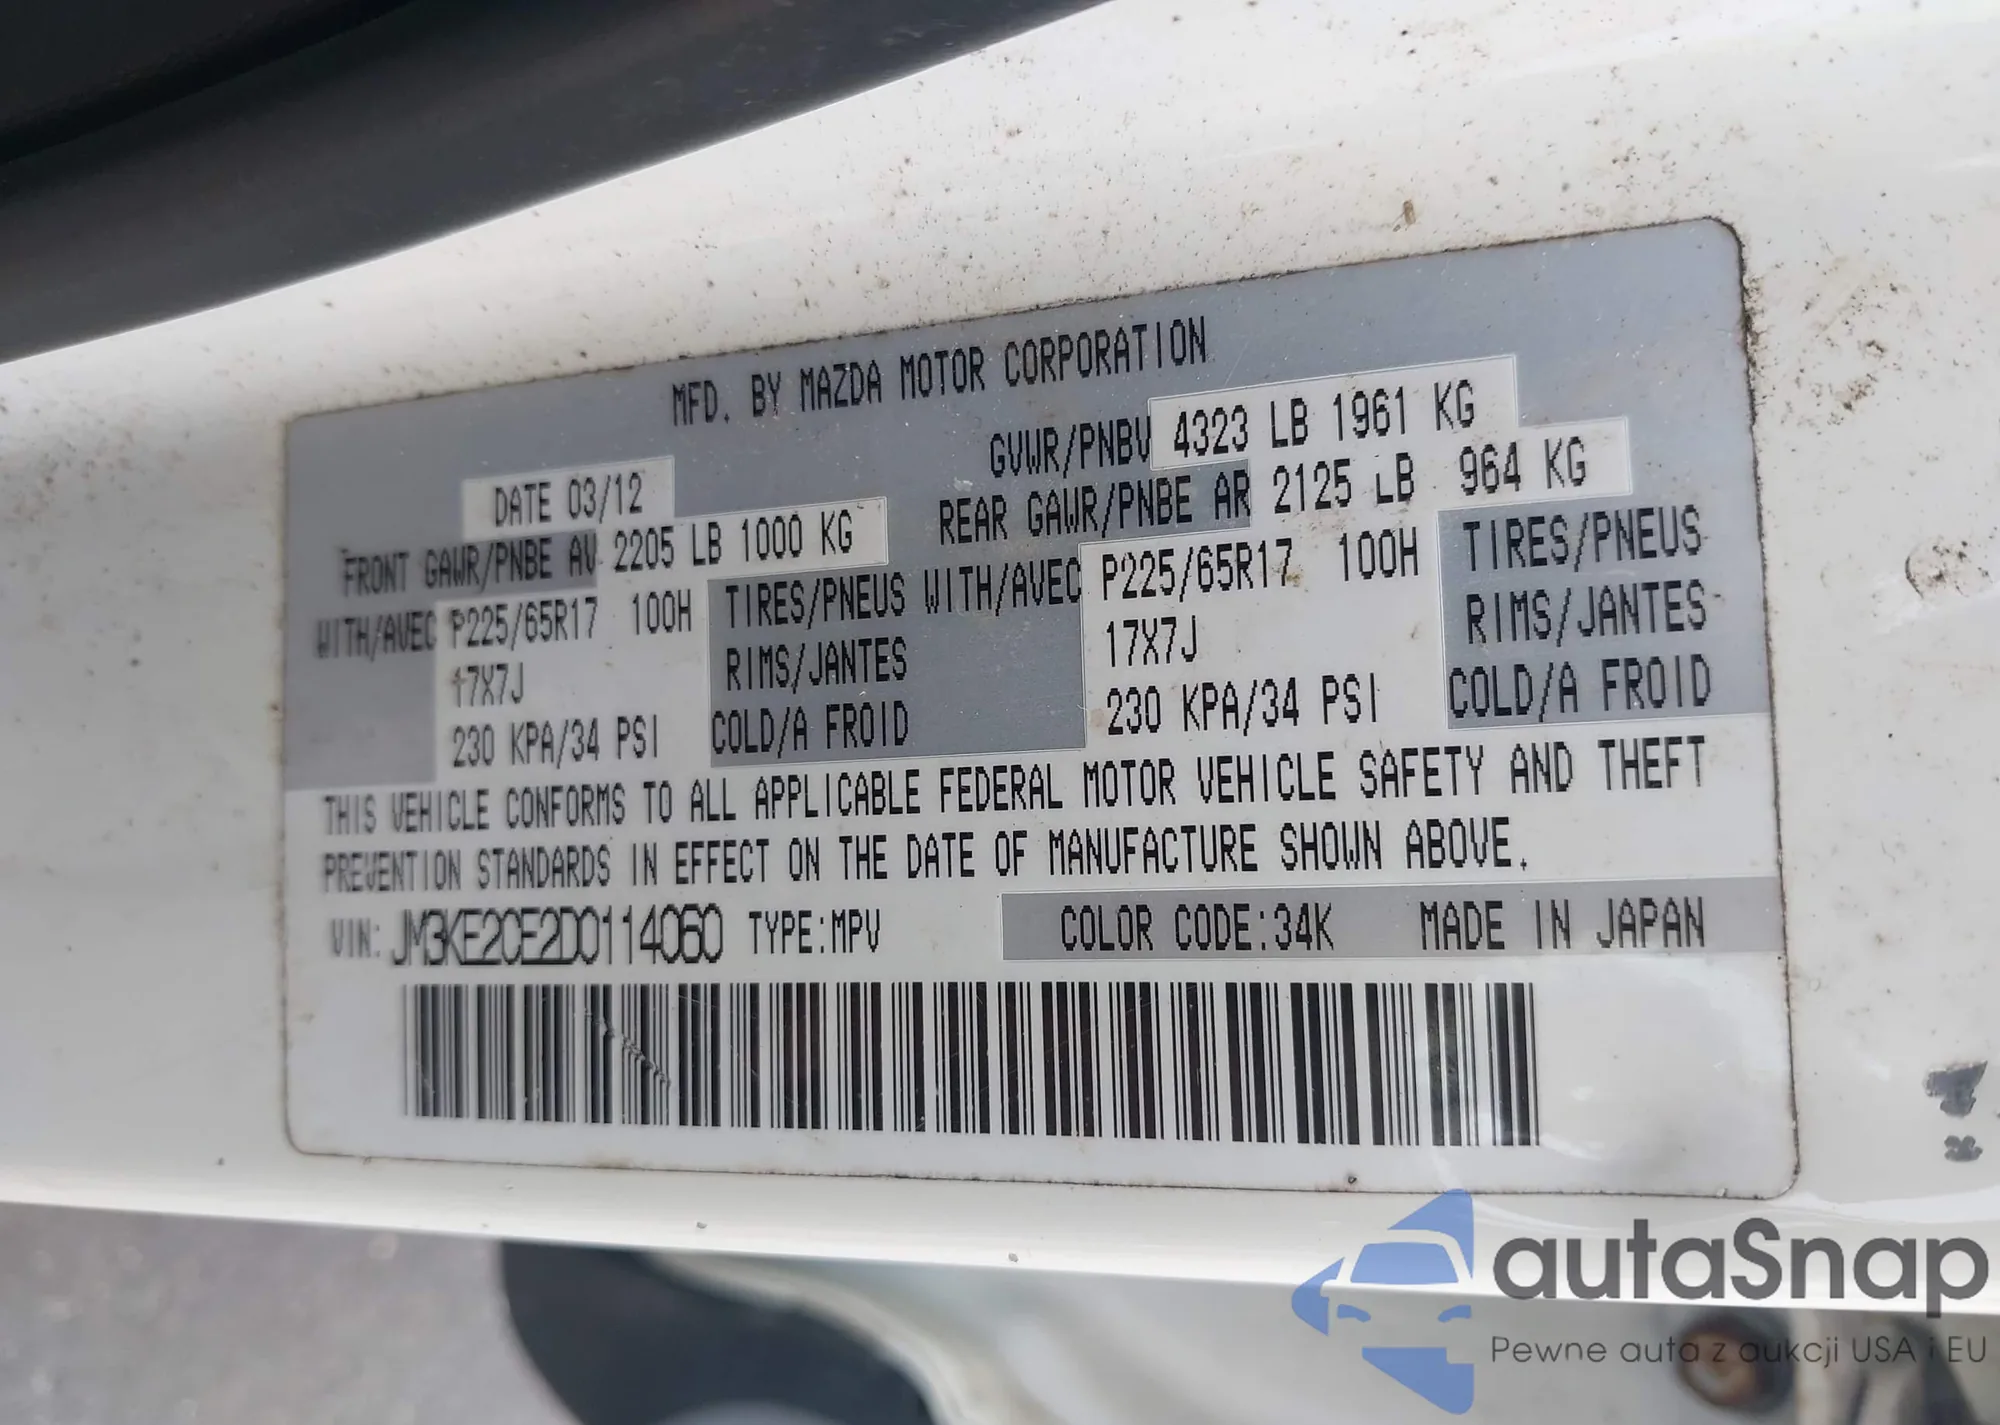 MFD. BY MAZDA MOTOR CORPORATION
DATE 03/12 GVWR/PNBV 4323 LB 1961 KG
FRONT GAWR/PNBE AV 2205 LB 1000 KG REAR GAWR/PNBE AR 2125 LB 964 KG
WITH/AVEC P225/65R17 100H TIRES/PNEUS WITH/AVEC P225/65R17 100H TIRES/PNEUS
17X7J RIMS/JANTES 17X7J RIMS/JANTES
230 KPA/34 PSI COLD/A FROID 230 KPA/34 PSI COLD/A FROID
THIS VEHICLE CONFORMS TO ALL APPLICABLE FEDERAL MOTOR VEHICLE SAFETY AND THEFT
PREVENTION STANDARDS IN EFFECT ON THE DATE OF MANUFACTURE SHOWN ABOVE.
VIN: JM3KE2CE2D0114060 TYPE:MPV COLOR CODE:34K MADE IN JAPAN
autaSnap
Pewne auta z aukcji USA i EU